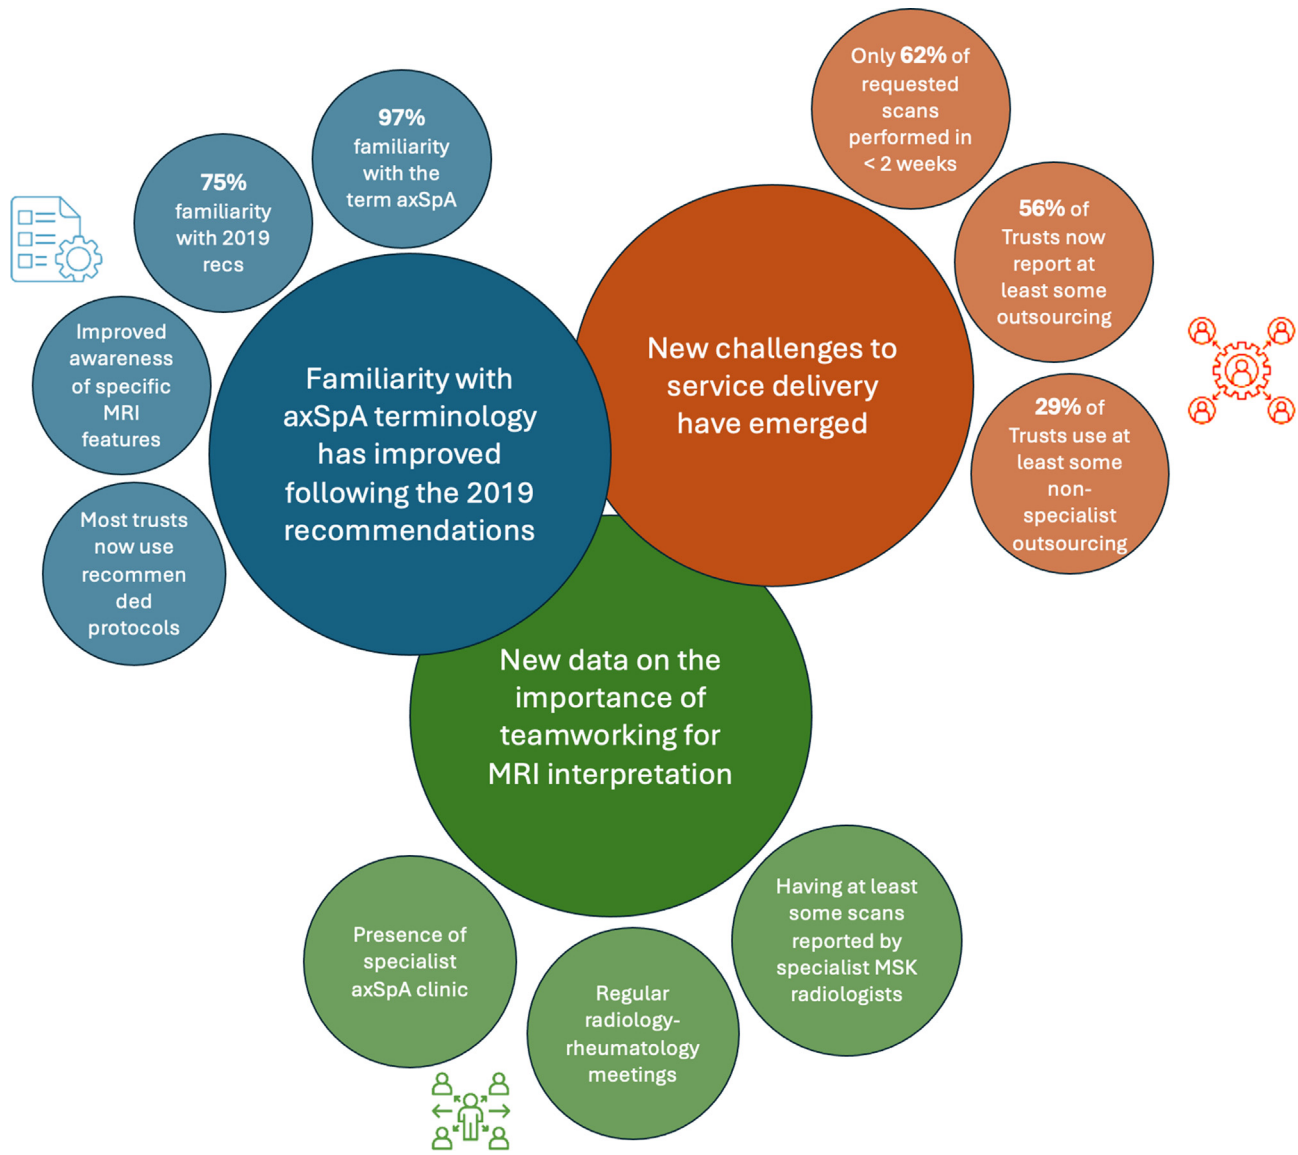 97%
familiarity
with the
term axSpA
75%
familiarity
with 2019
recs
Improved
awareness
of specific
MRI
features
Most trusts
now use
recommen
ded
protocols
Familiarity with
axSpA terminology
has improved
following the 2019
recommendations
Only 62% of
requested
scans
performed in
< 2 weeks
56% of
Trusts now
report at
least some
outsourcing
29% of
Trusts use at
least some
non-
specialist
outsourcing
New challenges to
service delivery
have emerged
New data on the
importance of
teamworking for
MRI interpretation
Presence of
specialist
axSpA clinic
Regular
radiology-
rheumatology
meetings
Having at least
some scans
reported by
specialist MSK
radiologists